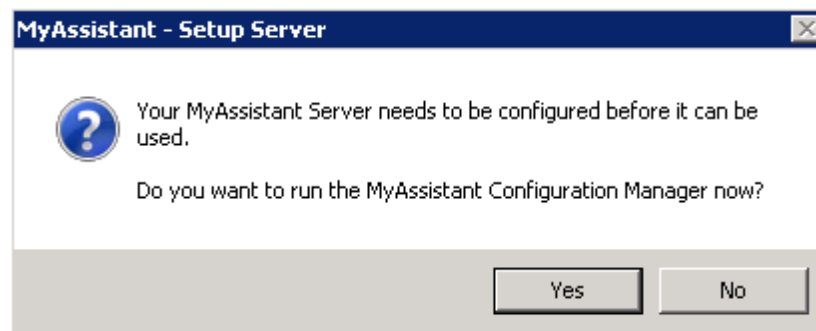 MyAssistant - Setup Server
Your MyAssistant Server needs to be configured before it can be
used.
Do you want to run the MyAssistant Configuration Manager now?
Yes
No